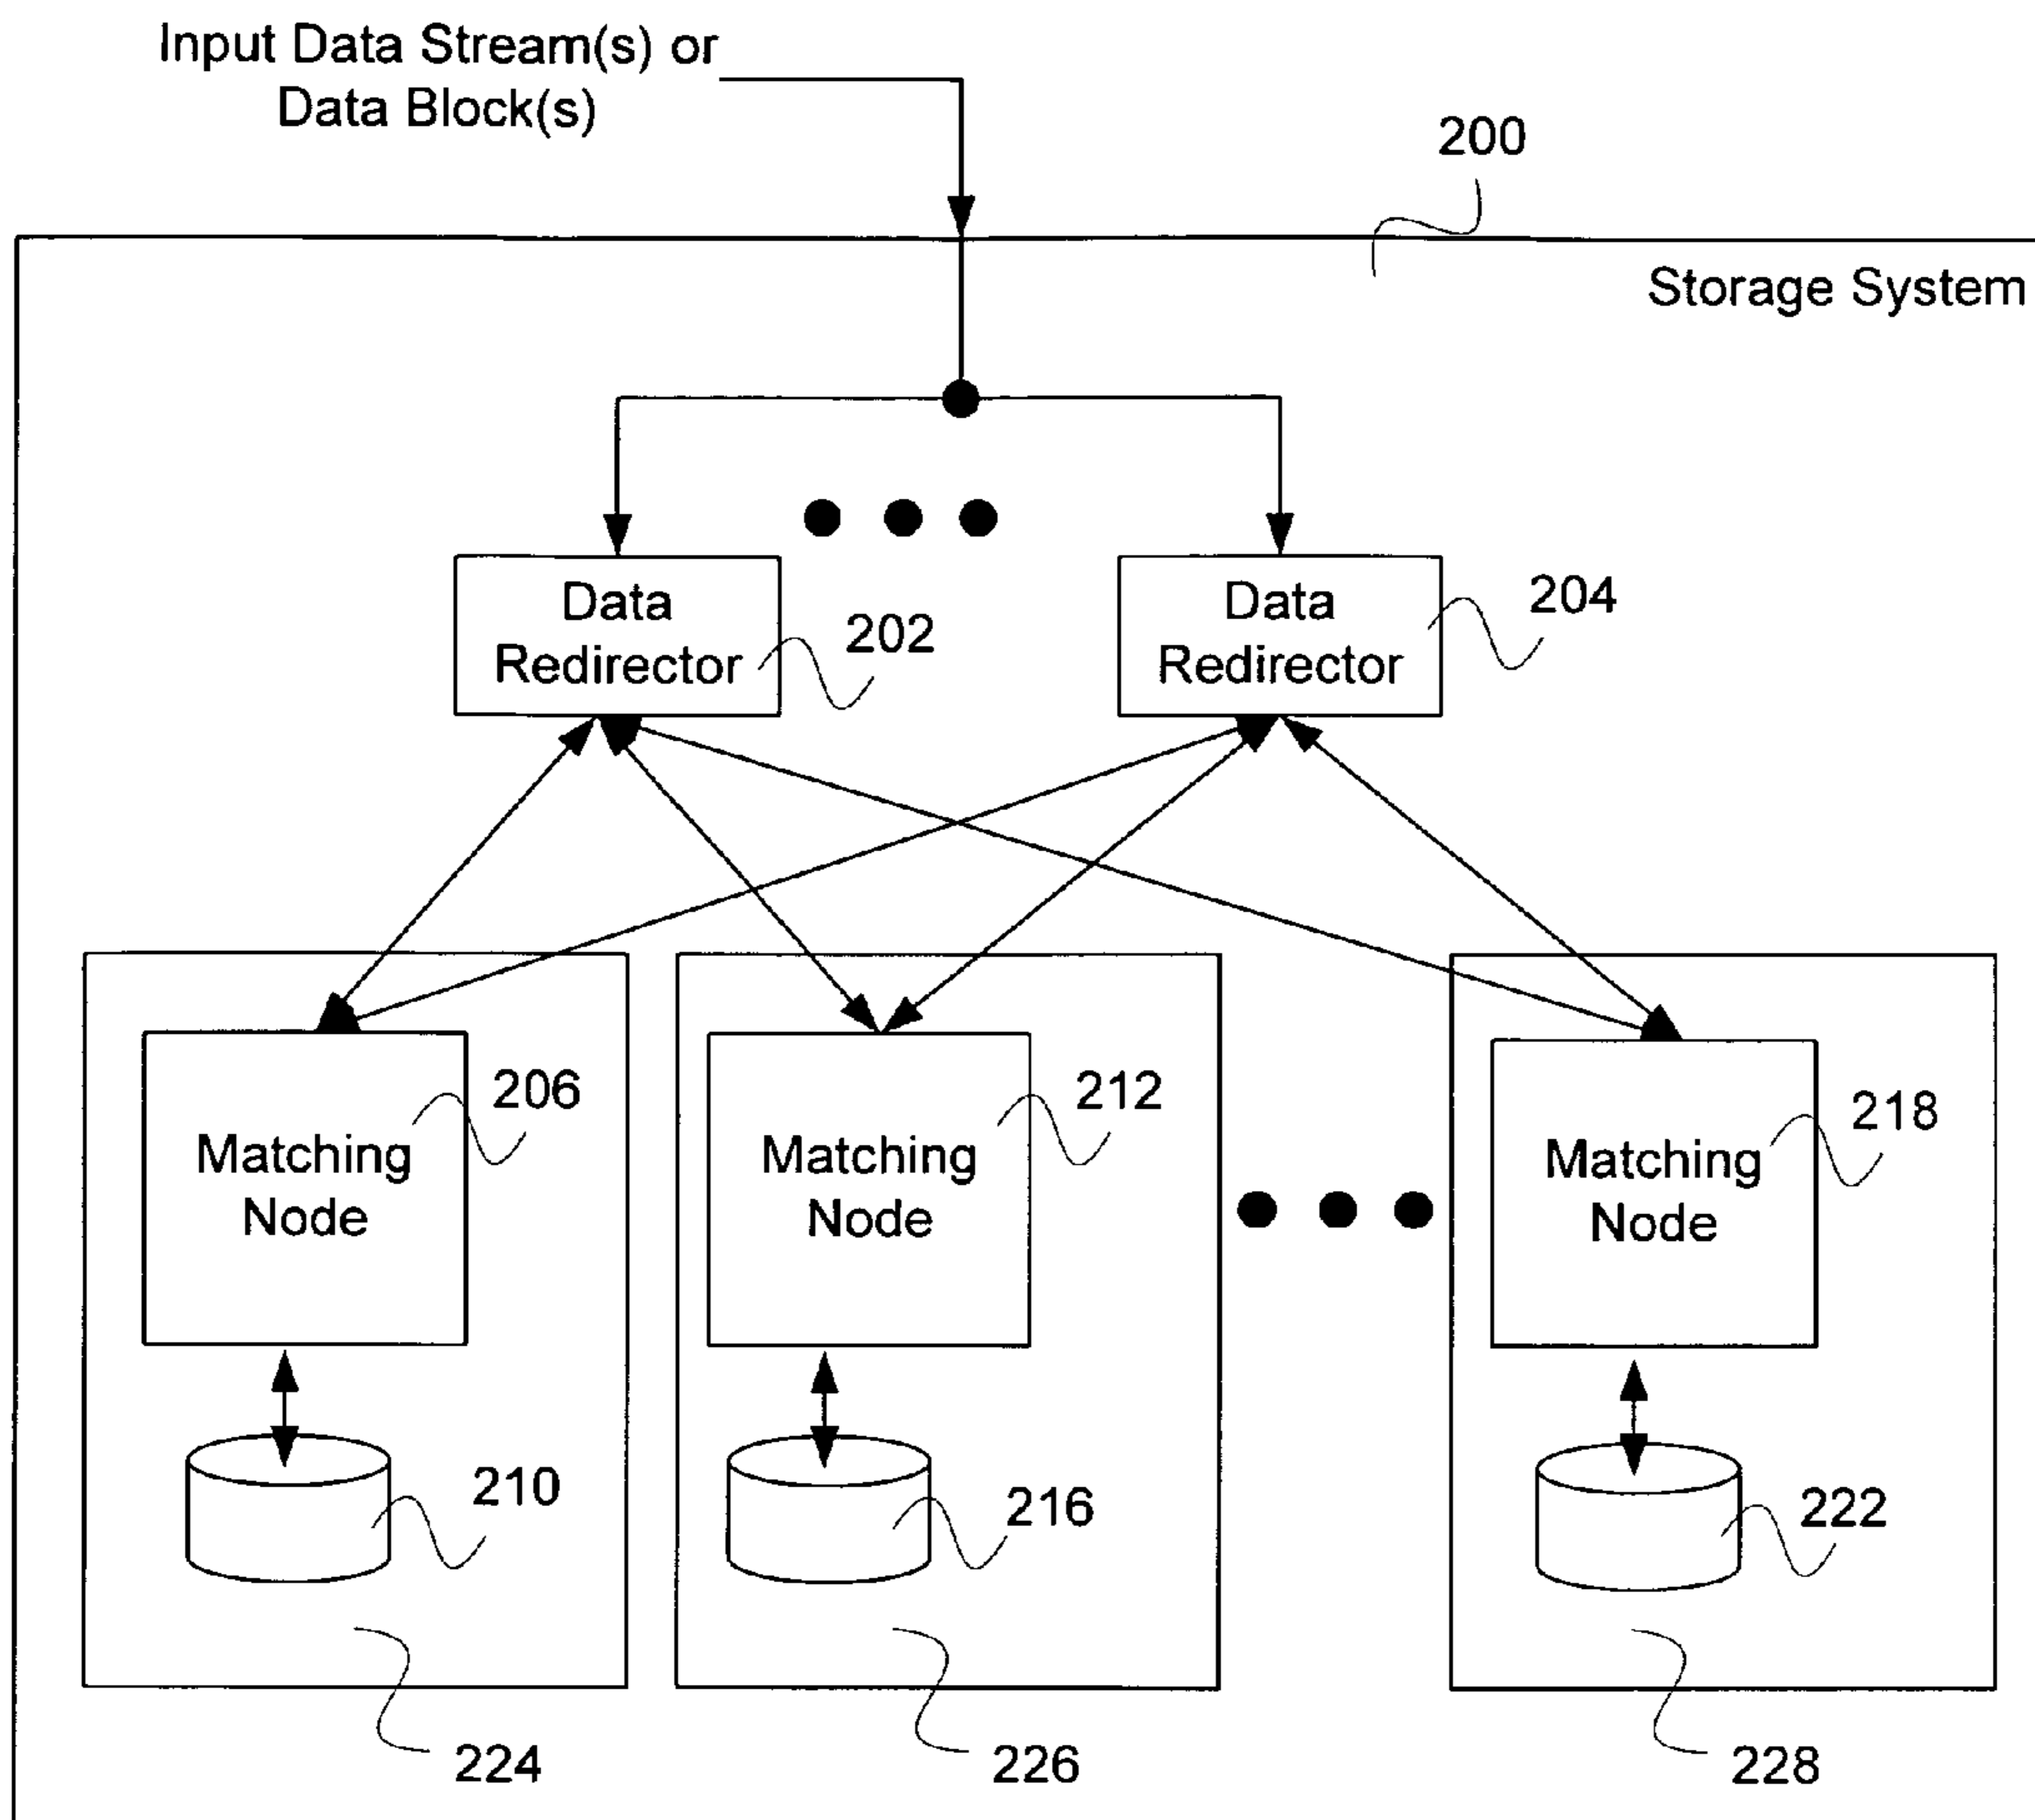 Input Data Stream(s) or
Data Block(s)
200
Storage System
Data
Redirector
202
Data
Redirector
204
Matching
Node
206
Matching
Node
212
Matching
Node
218
210
216
222
224
226
228